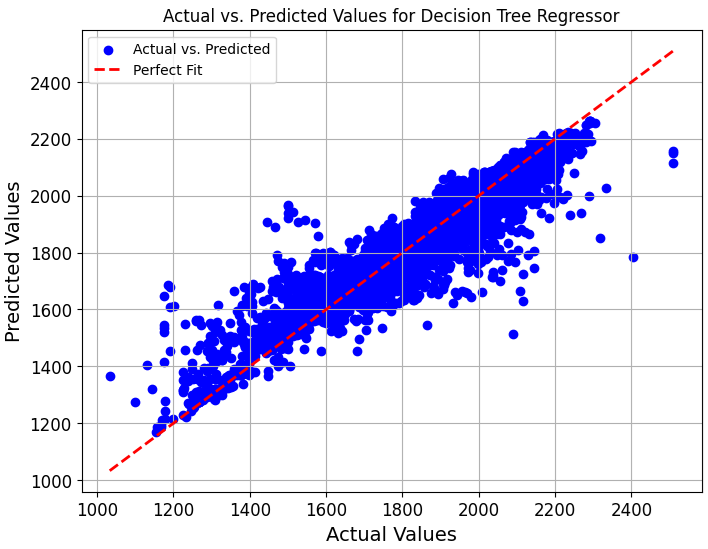 Actual vs. Predicted Values for Decision Tree Regressor
Actual vs. Predicted
Perfect Fit
2400
2200
2000
1800
1600
1400
1200
1000
Predicted Values
1000 1200 1400 1600 1800 2000 2200 2400
Actual Values